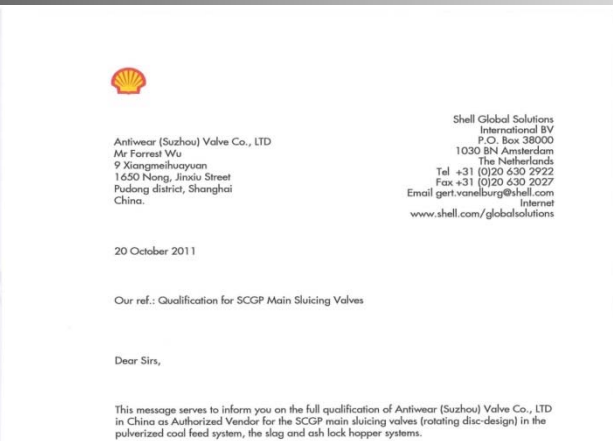 Shell Global Solutions
International BV
P.O. Box 38000
1030 BN Amsterdam
The Netherlands
Tel +31 (0)20 630 2922
Fax +31 (0)20 630 2027
Email gert.vanelburg@shell.com
Internet
www.shell.com/globalsolutions
Antiwear (Suzhou) Valve Co., LTD
Mr Forrest Wu
9 Xiangmeihuayuan
1650 Nong, Jinxiu Street
Pudong district, Shanghai
China.
20 October 2011
Our ref.: Qualification for SCGP Main Sluicing Valves
Dear Sirs,
This message serves to inform you on the full qualification of Antiwear (Suzhou) Valve Co., LTD
in China as Authorized Vendor for the SCGP main sluicing valves (rotating disc-design) in the
pulverized coal feed system, the slag and ash lock hopper systems.